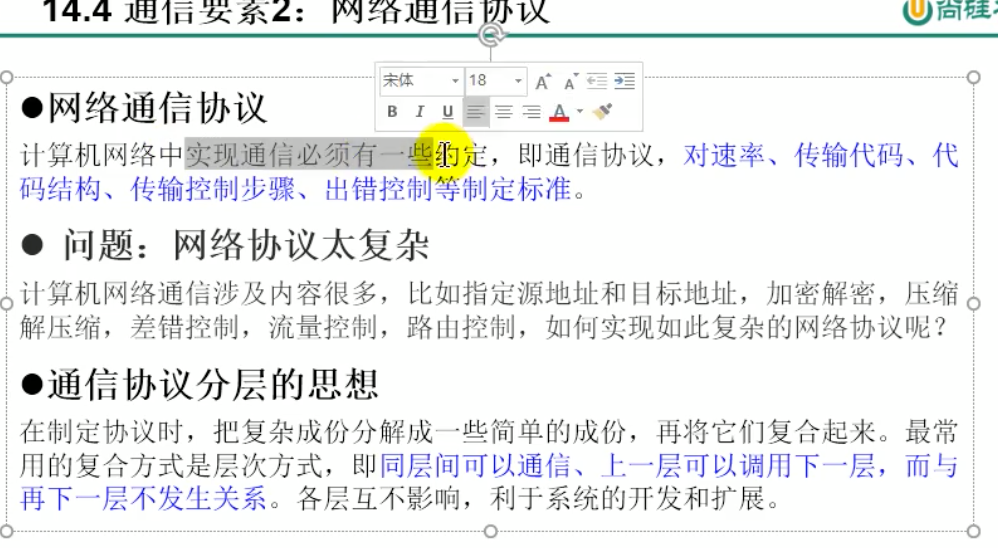 14.4 通信要素2：网络通信协议
尚硅
宋体 18
B I U A
●网络通信协议
计算机网络中实现通信必须有一些约定，即通信协议，对速率、传输代码、代
码结构、传输控制步骤、出错控制等制定标准。
● 问题：网络协议太复杂
计算机网络通信涉及内容很多，比如指定源地址和目标地址，加密解密，压缩
解压缩，差错控制，流量控制，路由控制，如何实现如此复杂的网络协议呢？
●通信协议分层的思想
在制定协议时，把复杂成份分解成一些简单的成份，再将它们复合起来。最常
用的复合方式是层次方式，即同层间可以通信、上一层可以调用下一层，而与
再下一层不发生关系。各层互不影响，利于系统的开发和扩展。